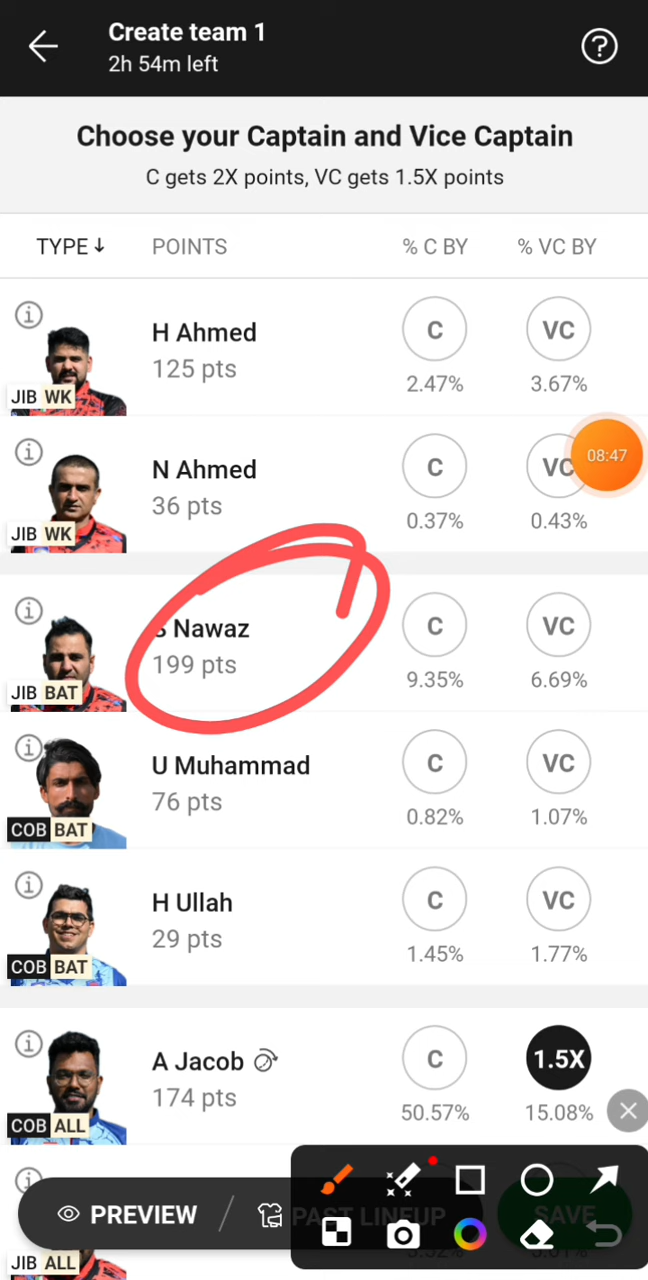 Create team 1
2h 54m left
Choose your Captain and Vice Captain
C gets 2X points, VC gets 1.5X points
TYPE↓ POINTS % C BY % VC BY
H Ahmed
125 pts
C VC
2.47% 3.67%
JIB WK
N Ahmed
36 pts
C VC
08:47
0.37% 0.43%
JIB WK
Nawaz
199 pts
C VC
9.35% 6.69%
JIB BAT
U Muhammad
76 pts
C VC
0.82% 1.07%
COB BAT
H Ullah
29 pts
C VC
1.45% 1.77%
COB BAT
A Jacob
174 pts
C 1.5X
50.57% 15.08%
COB ALL
PREVIEW / PAST LINEUP SAVE
JIB ALL